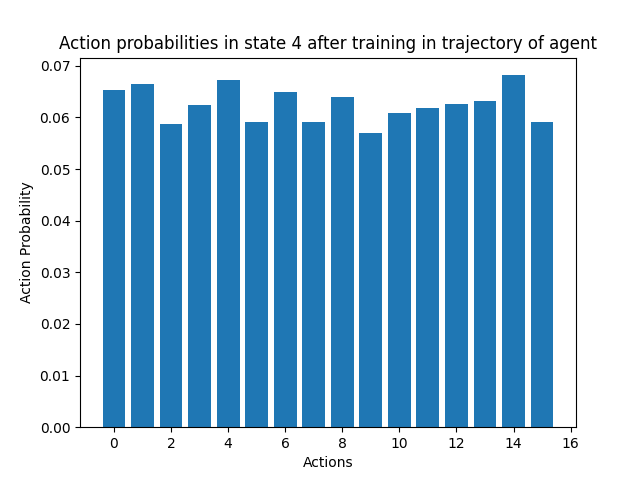 Action probabilities in state 4 after training in trajectory of agent
0.07
0.06
0.05
0.04
0.03
0.02
0.01
0.00
Action Probability
0 2 4 6 8 10 12 14 16
Actions